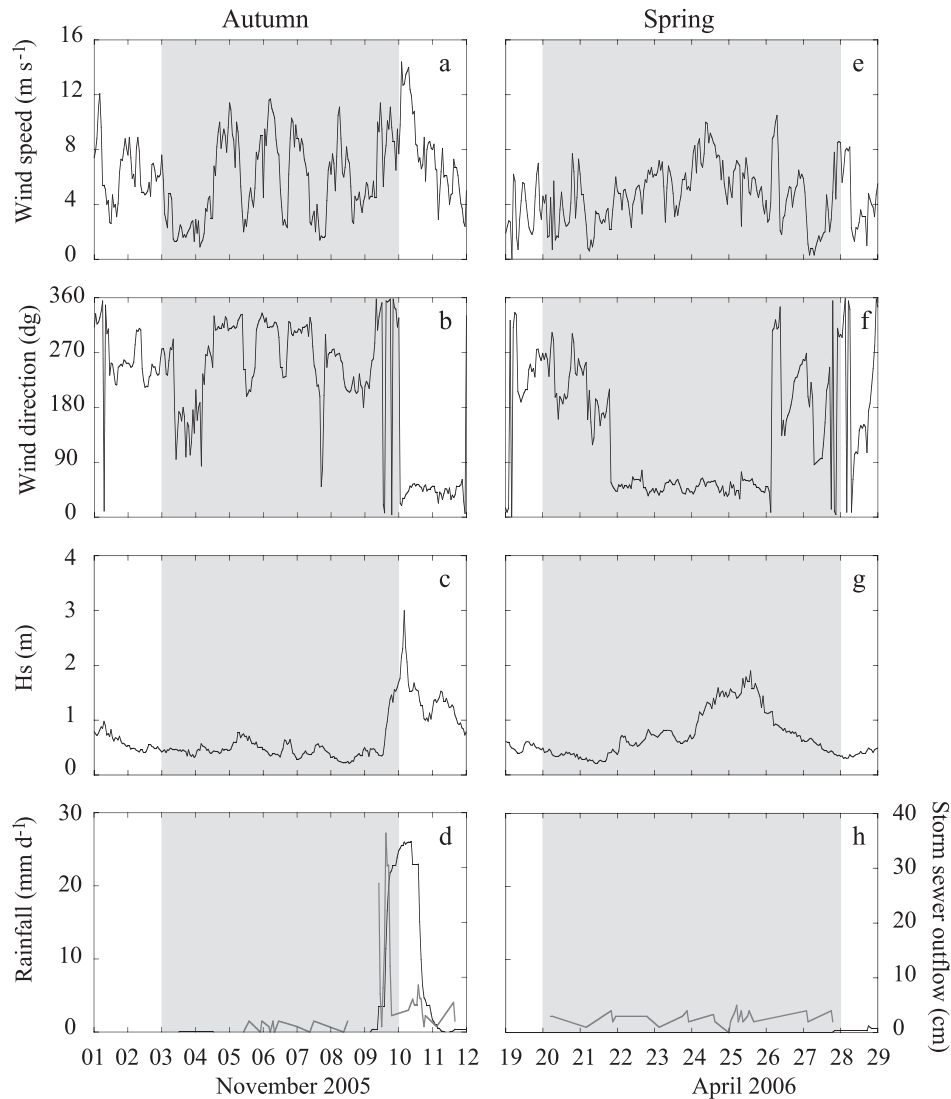 Autumn
Spring
Wind speed (m s-1)
16
12
8
4
0
a
e
Wind direction (dg)
360
270
180
90
0
b
f
Hs (m)
4
3
2
1
0
c
g
Rainfall (mm d-1)
30
20
10
0
d
h
40
30
20
10
0
Storm sewer outflow (cm)
01 02 03 04 05 06 07 08 09 10 11 12
19 20 21 22 23 24 25 26 27 28 29
November 2005
April 2006